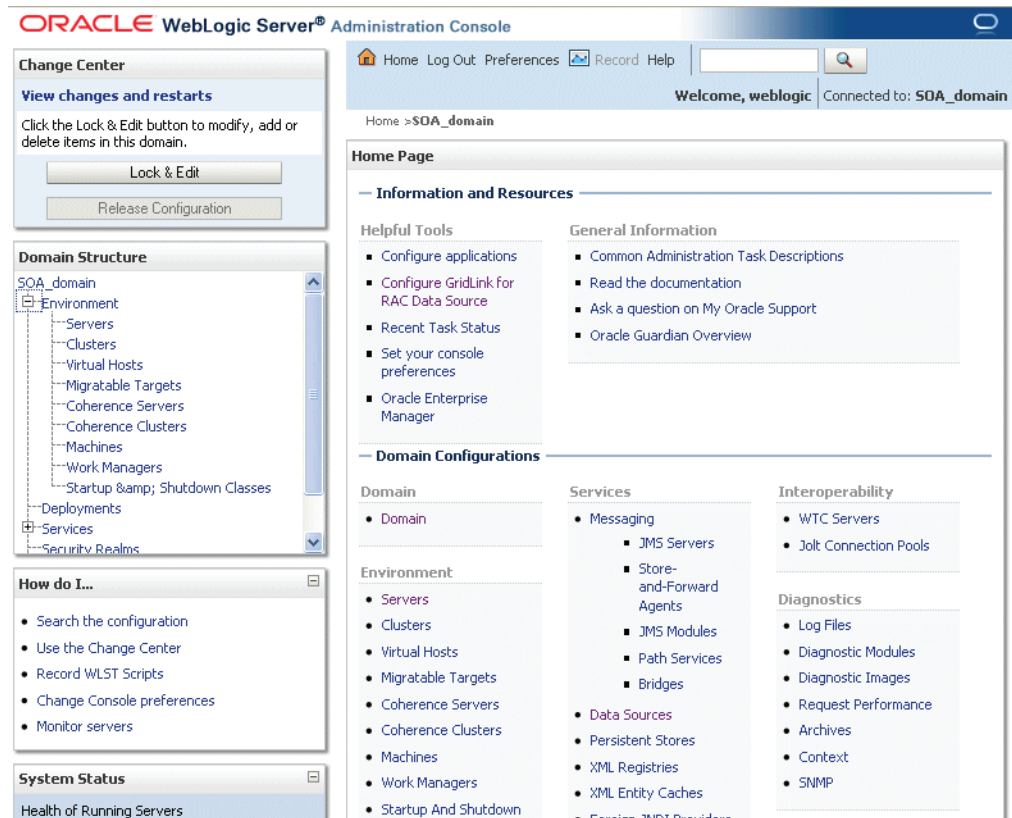 ORACLE WebLogic Server® Administration Console
Change Center
View changes and restarts
Click the Lock & Edit button to modify, add or
delete items in this domain.
Lock & Edit
Release Configuration
Domain Structure
SOA_domain
Environment
Servers
Clusters
Virtual Hosts
Migratable Targets
Coherence Servers
Coherence Clusters
Machines
Work Managers
Startup &amp; Shutdown Classes
Deployments
Services
Security Realms
How do I...
Search the configuration
Use the Change Center
Record WLST Scripts
Change Console preferences
Monitor servers
System Status
Health of Running Servers
Home Log Out Preferences Record Help
Welcome, weblogic Connected to: SOA_domain
Home >SOA_domain
Home Page
Information and Resources
Helpful Tools
Configure applications
Configure GridLink for
RAC Data Source
Recent Task Status
Set your console
preferences
Oracle Enterprise
Manager
General Information
Common Administration Task Descriptions
Read the documentation
Ask a question on My Oracle Support
Oracle Guardian Overview
Domain Configurations
Domain
Domain
Environment
Servers
Clusters
Virtual Hosts
Migratable Targets
Coherence Servers
Coherence Clusters
Machines
Work Managers
Startup And Shutdown
Services
Messaging
JMS Servers
Store-
and-Forward
Agents
JMS Modules
Path Services
Bridges
Data Sources
Persistent Stores
XML Registries
XML Entity Caches
Foreign JNDI Providers
Interoperability
WTC Servers
Jolt Connection Pools
Diagnostics
Log Files
Diagnostic Modules
Diagnostic Images
Request Performance
Archives
Context
SNMP